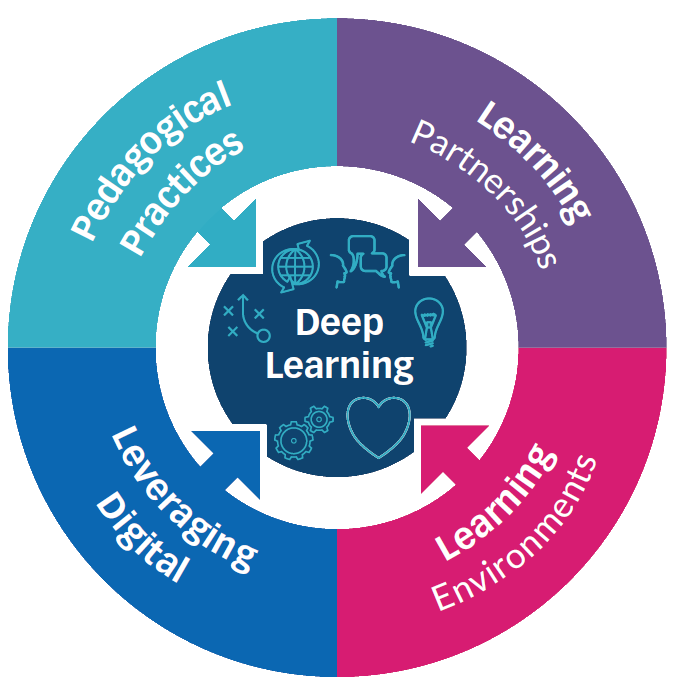 Pedagogical
Practices
Learning
Partnerships
Deep
Learning
Leveraging
Digital
Learning
Environments